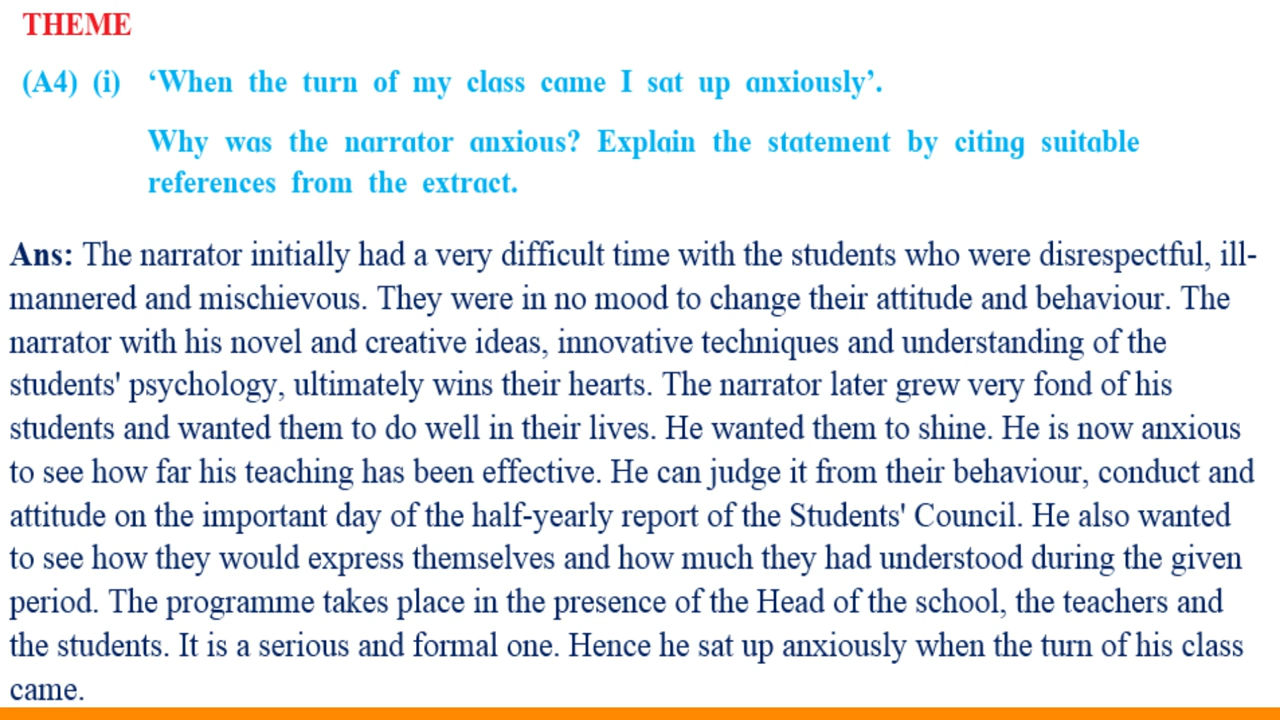 THEME
(A4) (i) ‘When the turn of my class came I sat up anxiously’.
Why was the narrator anxious? Explain the statement by citing suitable
references from the extract.
Ans: The narrator initially had a very difficult time with the students who were disrespectful, ill-
mannered and mischievous. They were in no mood to change their attitude and behaviour. The
narrator with his novel and creative ideas, innovative techniques and understanding of the
students' psychology, ultimately wins their hearts. The narrator later grew very fond of his
students and wanted them to do well in their lives. He wanted them to shine. He is now anxious
to see how far his teaching has been effective. He can judge it from their behaviour, conduct and
attitude on the important day of the half-yearly report of the Students' Council. He also wanted
to see how they would express themselves and how much they had understood during the given
period. The programme takes place in the presence of the Head of the school, the teachers and
the students. It is a serious and formal one. Hence he sat up anxiously when the turn of his class
came.